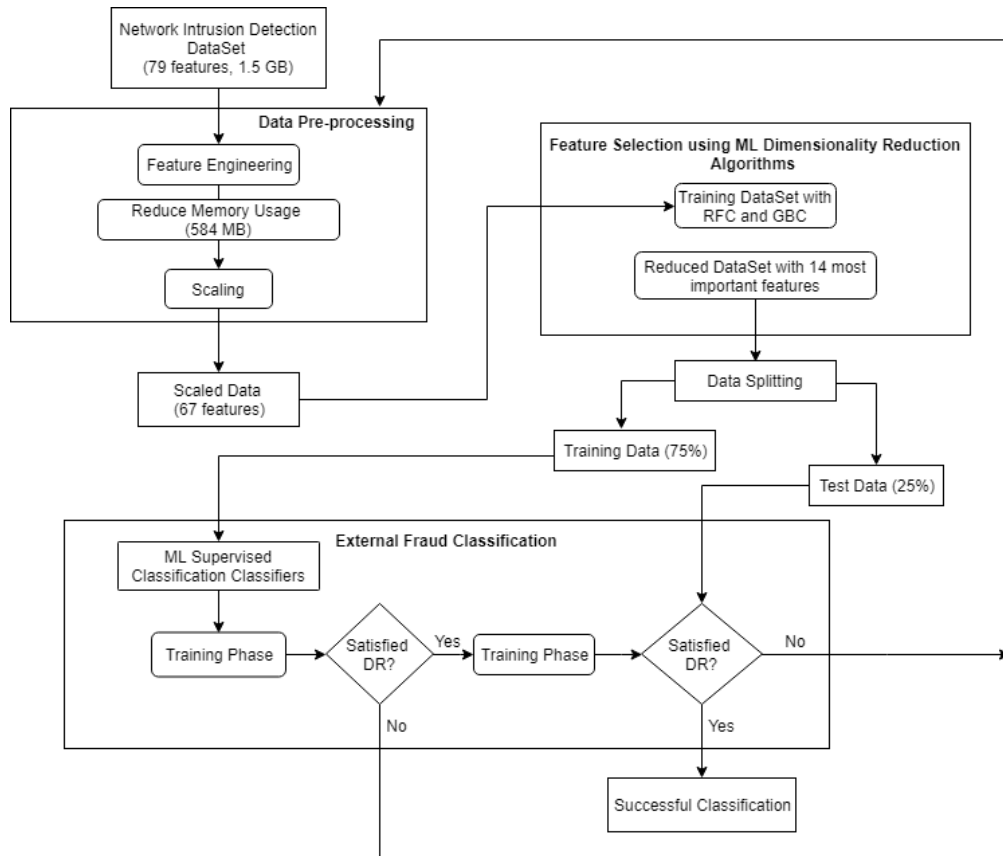 Network Intrusion Detection
DataSet
(79 features, 1.5 GB)
Data Pre-processing
Feature Engineering
Reduce Memory Usage
(584 MB)
Scaling
Scaled Data
(67 features)
Feature Selection using ML Dimensionality Reduction
Algorithms
Training DataSet with
RFC and GBC
Reduced DataSet with 14 most
important features
Data Splitting
Training Data (75%)
Test Data (25%)
External Fraud Classification
ML Supervised
Classification Classifiers
Training Phase
Satisfied
DR?
Yes
No
Training Phase
Satisfied
DR?
No
Yes
Successful Classification